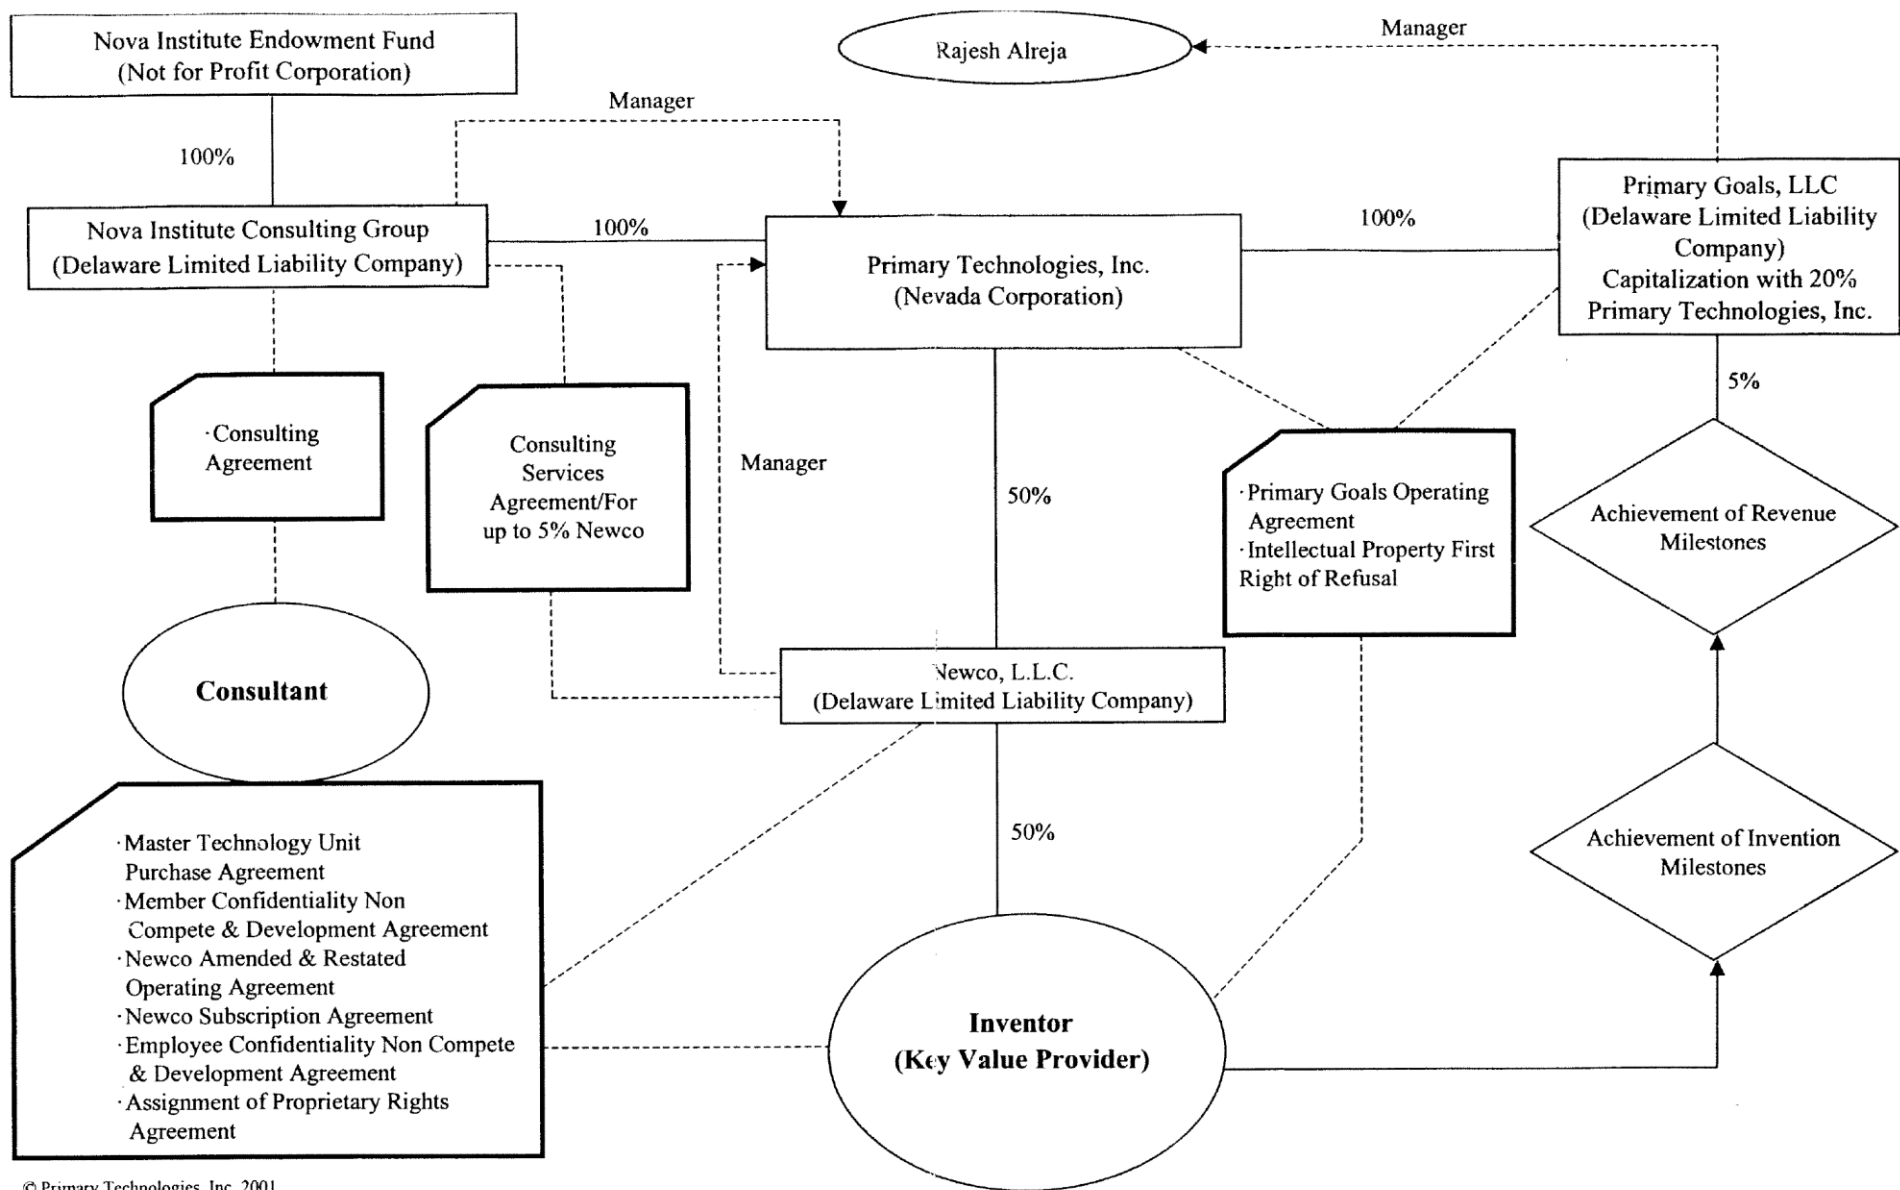 Nova Institute Endowment Fund
(Not for Profit Corporation)
Rajesh Alreja
Manager
Manager
100%
Nova Institute Consulting Group
(Delaware Limited Liability Company)
100%
Primary Technologies, Inc.
(Nevada Corporation)
100%
Primary Goals, LLC
(Delaware Limited Liability
Company)
Capitalization with 20%
Primary Technologies, Inc.
5%
·Consulting
Agreement
Consulting
Services
Agreement/For
up to 5% Newco
Manager
50%
·Primary Goals Operating
Agreement
·Intellectual Property First
Right of Refusal
Achievement of Revenue
Milestones
Consultant
Newco, L.L.C.
(Delaware Limited Liability Company)
50%
Achievement of Invention
Milestones
·Master Technology Unit
Purchase Agreement
·Member Confidentiality Non
Compete & Development Agreement
·Newco Amended & Restated
Operating Agreement
·Newco Subscription Agreement
·Employee Confidentiality Non Compete
& Development Agreement
·Assignment of Proprietary Rights
Agreement
Inventor
(Key Value Provider)
© Primary Technologies, Inc. 2001